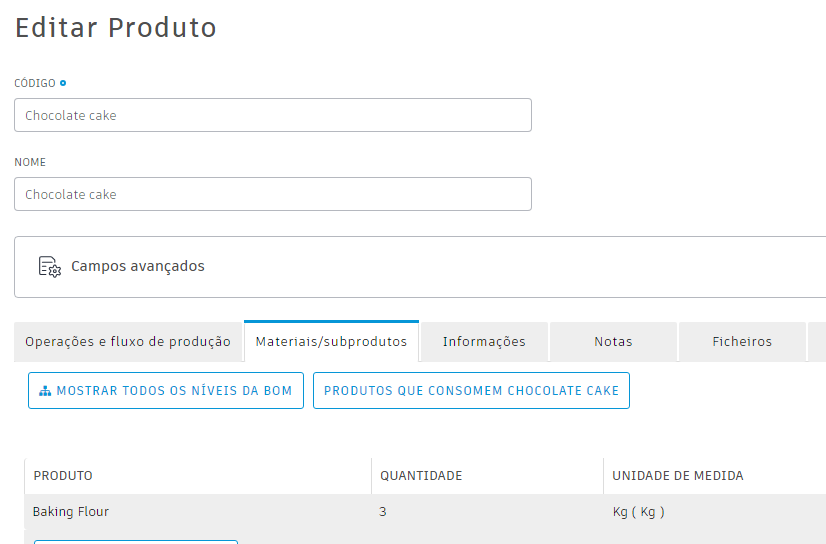 Editar Produto
CÓDIGO
Chocolate cake
NOME
Chocolate cake
Campos avançados
Operações e fluxo de produção Materiais/subprodutos Informações Notas Ficheiros
MOSTRAR TODOS OS NÍVEIS DA BOM PRODUTOS QUE CONSOMEM CHOCOLATE CAKE
PRODUTO QUANTIDADE UNIDADE DE MEDIDA
Baking Flour 3 Kg ( Kg )